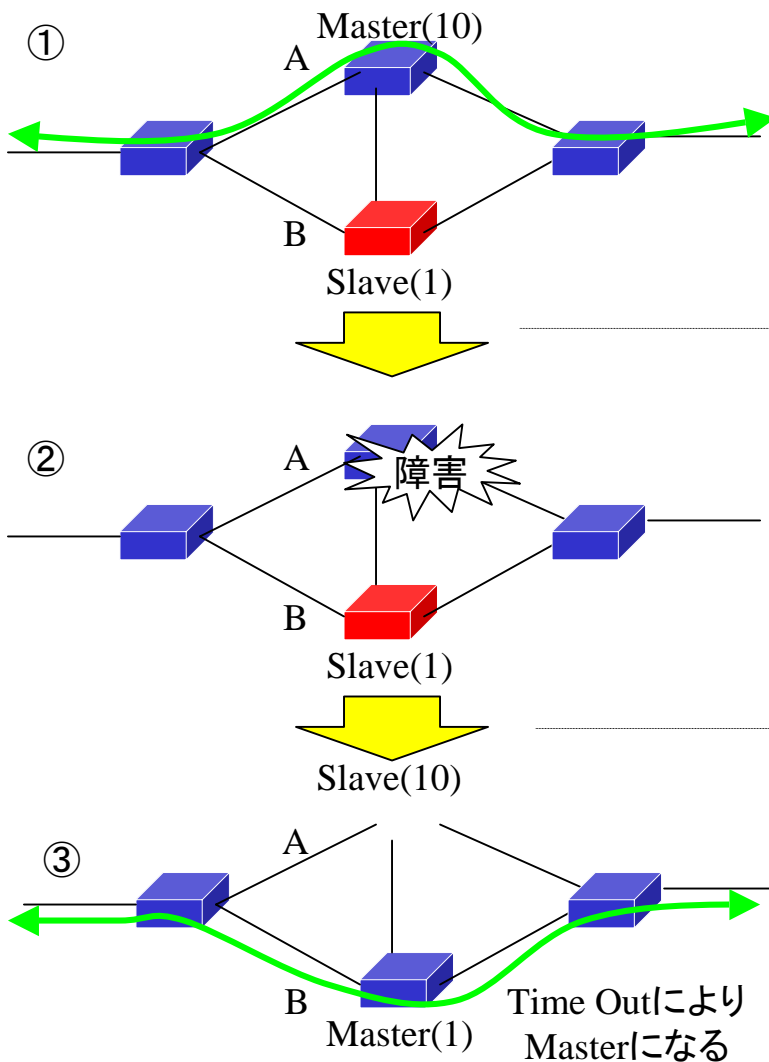 ①
Master(10)
A
B
Slave(1)
②
A
障害
B
Slave(1)
Slave(10)
③
A
B
Master(1)
Time Outにより
Masterになる